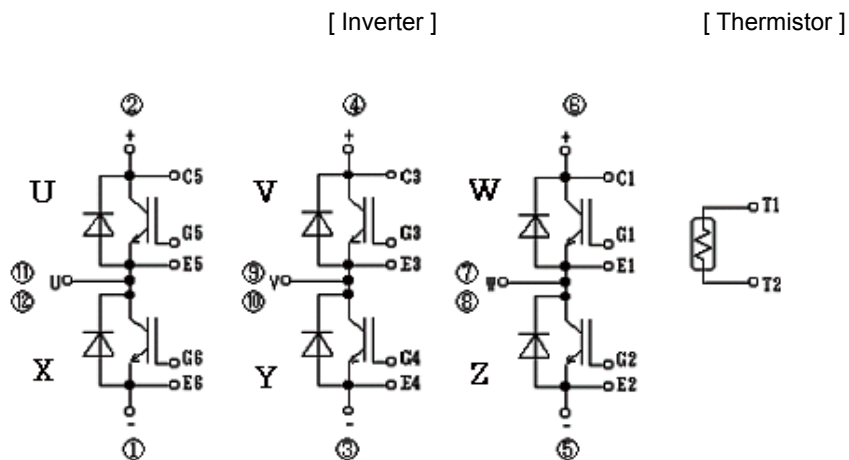 [ Inverter ] [ Thermistor ]
② ④ ⑥
+ + +
C5 C3 C1
U V W
T1
G5 G3 G1
E5 E3 E1
⑪ U ⑨ V ⑦ W
T2
⑫ ⑩ ⑧
G6 G4 G2
X Y Z
E6 E4 E2
- - -
① ③ ⑤